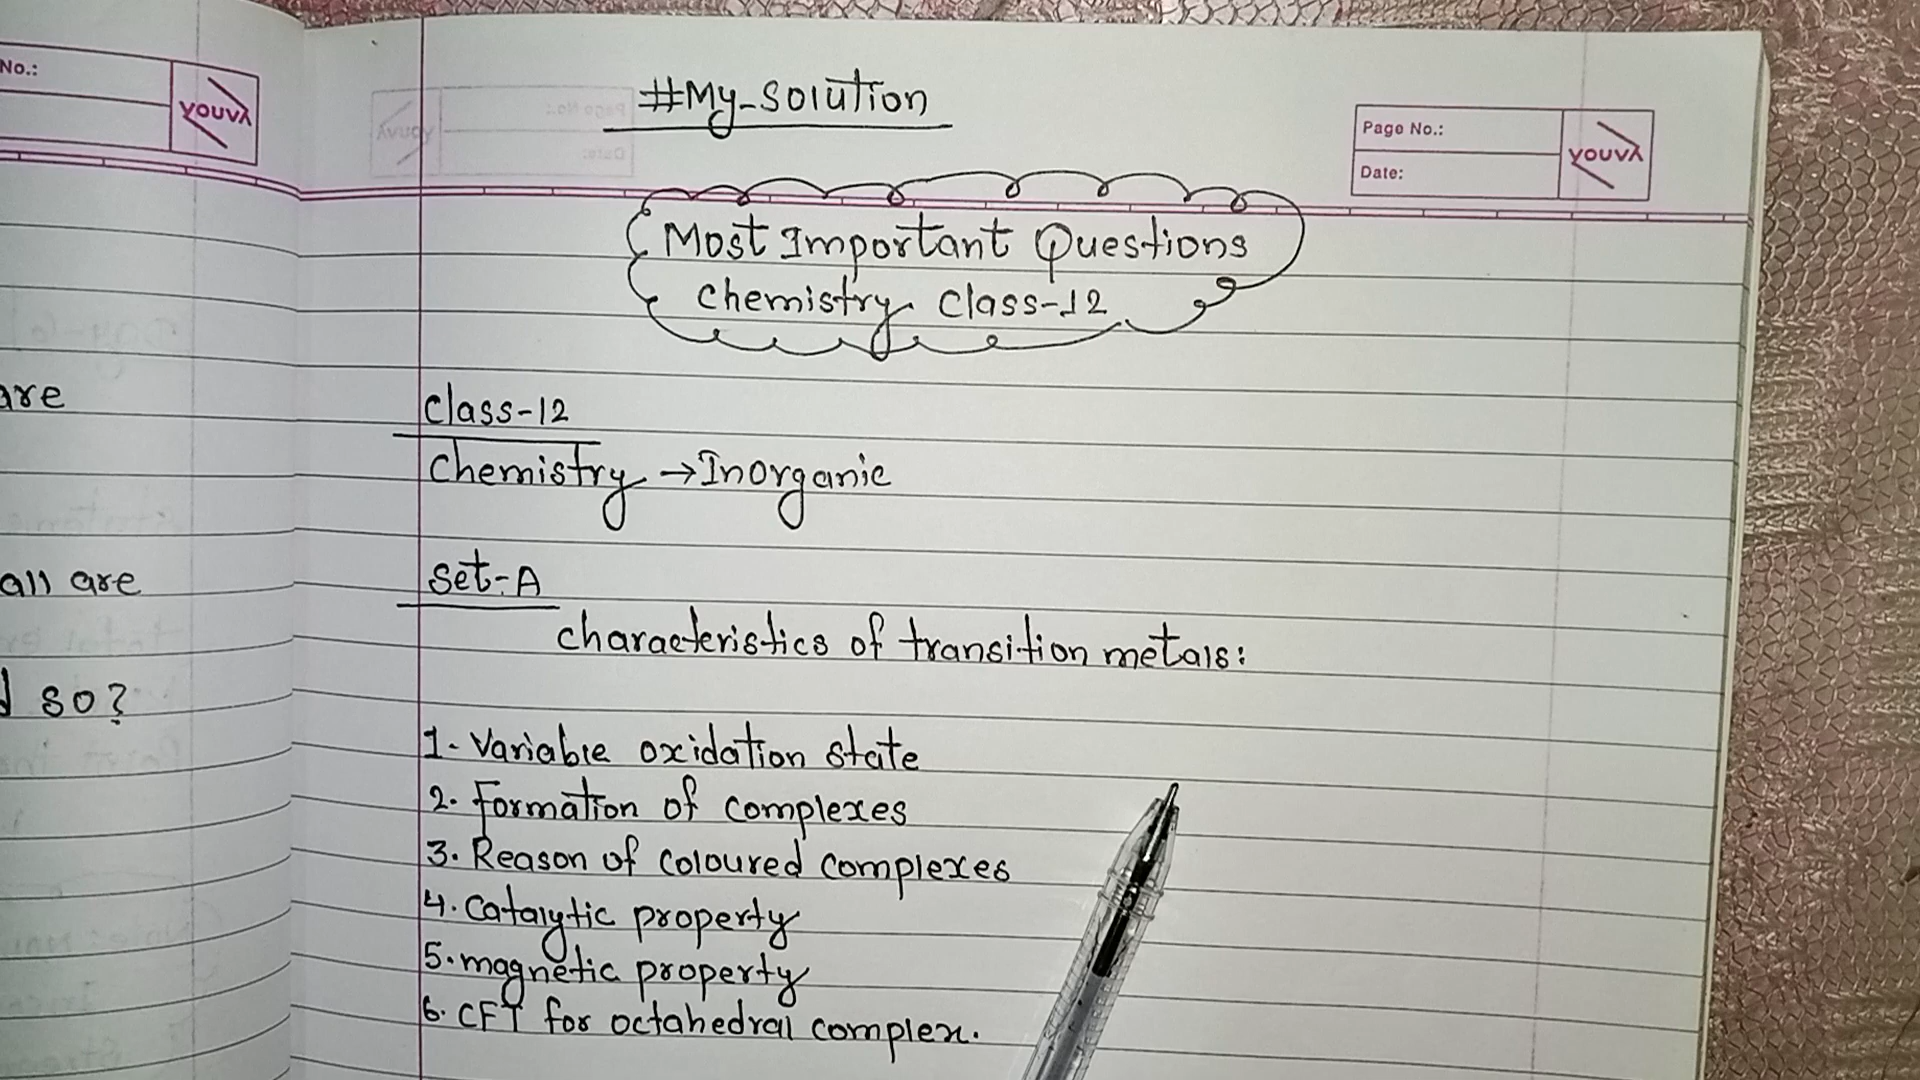 No.:
YOUVA
#My-solution
Page No.:
Date:
YOUVA
Most Important Questions
Chemistry Class-12
are
Class-12
Chemistry → Inorganic
all are
Set-A
characteristics of transition metals:
so?
1- Variable oxidation state
2. Formation of complexes
3. Reason of coloured complexes
4. Catalytic property
5. magnetic property
6. CFT for octahedral complex.